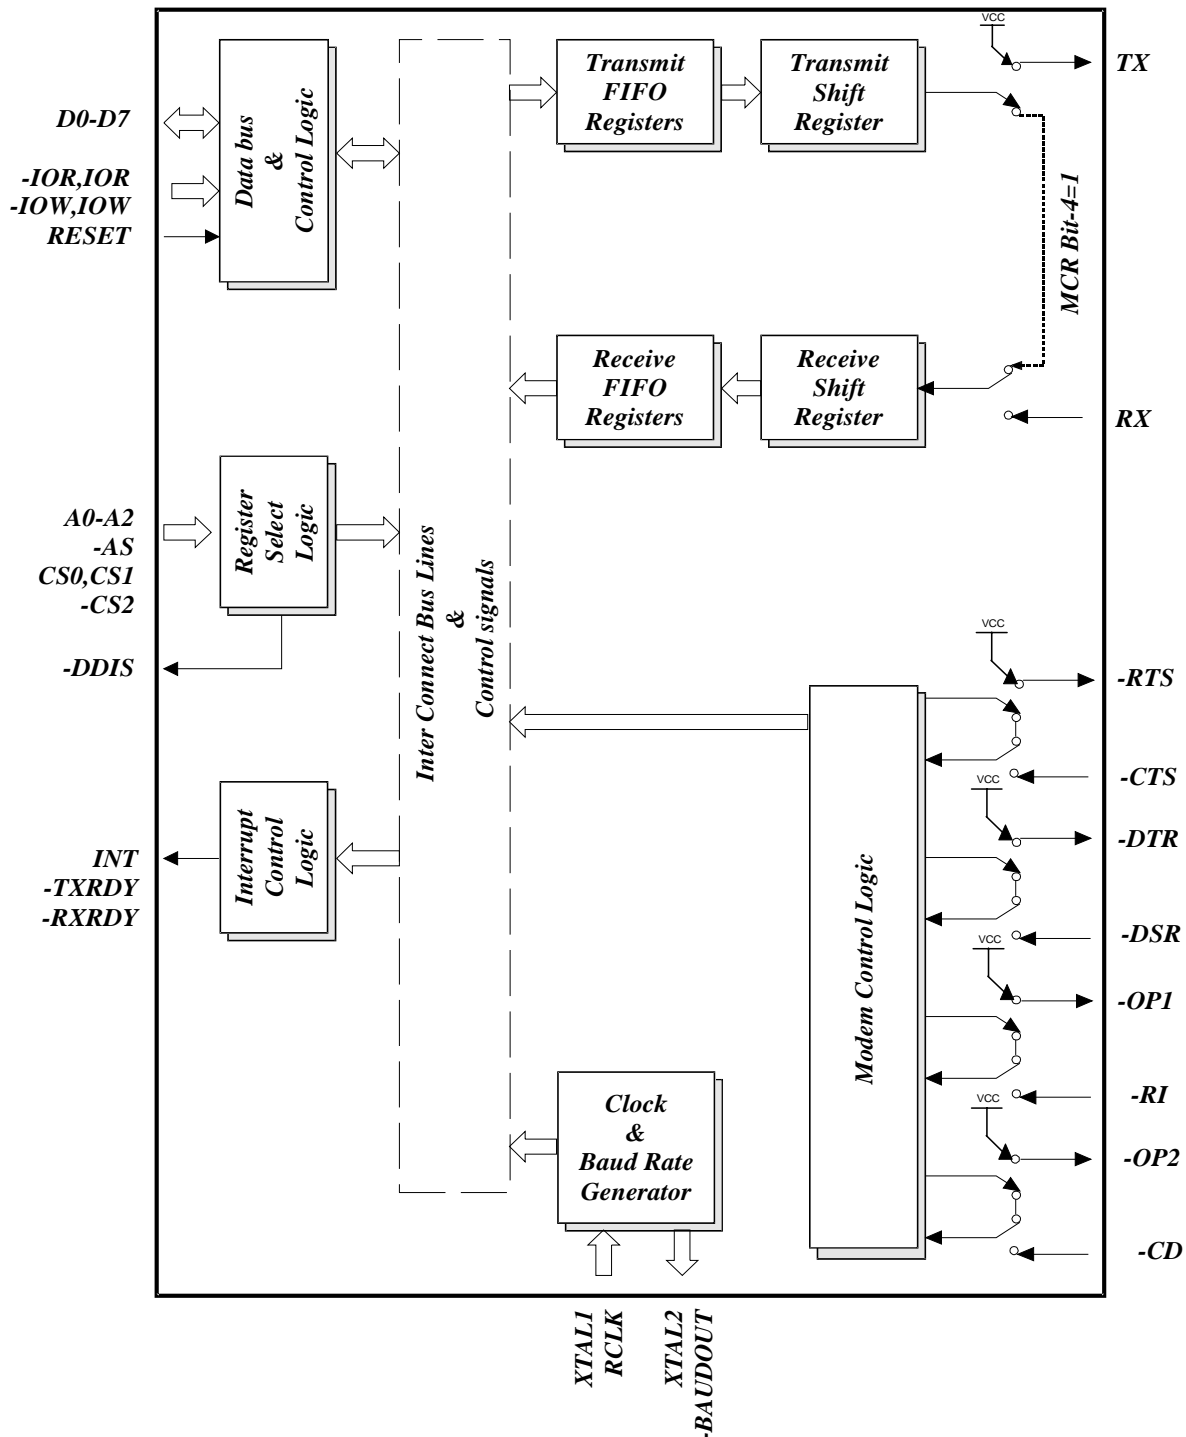 D0-D7
-IOR,IOR
-IOW,IOW
RESET
Data bus
&
Control Logic
A0-A2
-AS
CS0,CS1
-CS2
-DDIS
Register
Select
Logic
INT
-TXRDY
-RXRDY
Interrupt
Control
Logic
Inter Connect Bus Lines
&
Control signals
Transmit
FIFO
Registers
Transmit
Shift
Register
Receive
FIFO
Registers
Receive
Shift
Register
VCC
TX
MCR Bit-4=1
RX
Modem Control Logic
VCC
-RTS
-CTS
VCC
-DTR
-DSR
VCC
-OP1
-RI
VCC
-OP2
-CD
Clock
&
Baud Rate
Generator
XTAL1
RCLK
XTAL2
-BAUDOUT